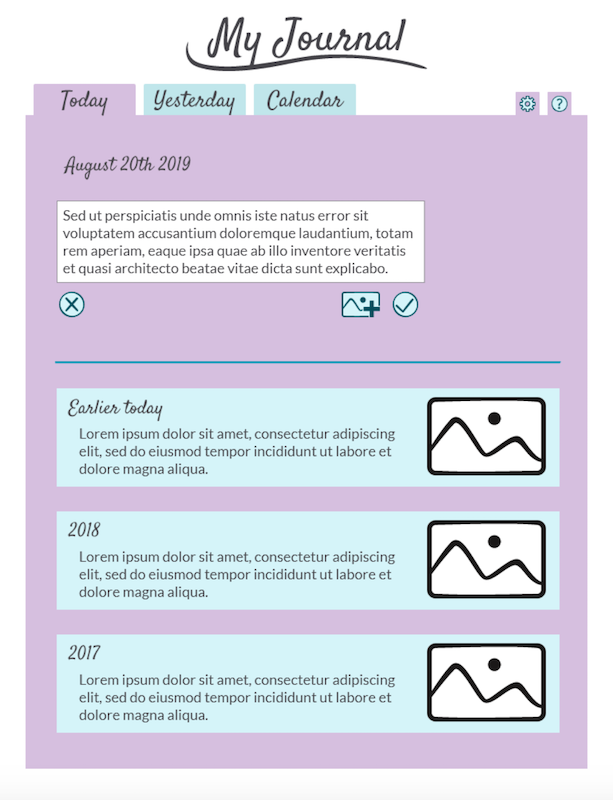 My Journal
Today
Yesterday
Calendar
?
August 20th 2019
Sed ut perspiciatis unde omnis iste natus error sit
voluptatem accusantium doloremque laudantium, totam
rem aperiam, eaque ipsa quae ab illo inventore veritatis
et quasi architecto beatae vitae dicta sunt explicabo.
Earlier today
Lorem ipsum dolor sit amet, consectetur adipiscing
elit, sed do eiusmod tempor incididunt ut labore et
dolore magna aliqua.
2018
Lorem ipsum dolor sit amet, consectetur adipiscing
elit, sed do eiusmod tempor incididunt ut labore et
dolore magna aliqua.
2017
Lorem ipsum dolor sit amet, consectetur adipiscing
elit, sed do eiusmod tempor incididunt ut labore et
dolore magna aliqua.